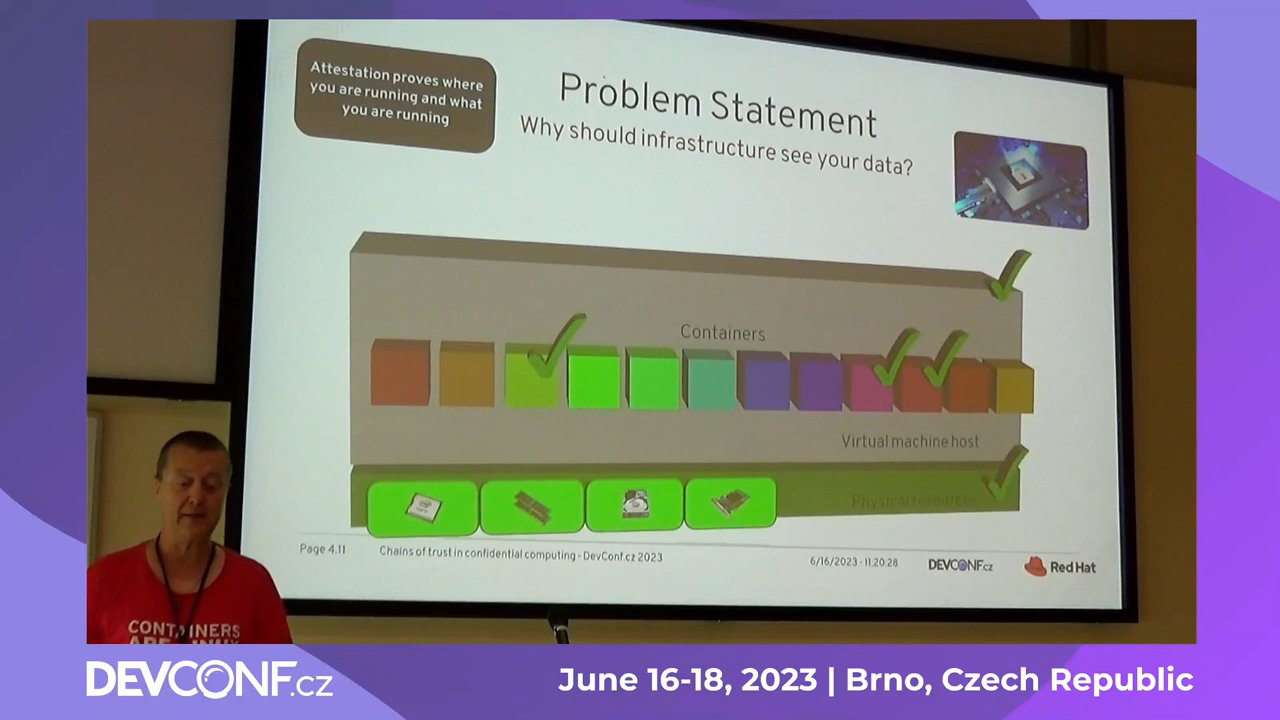 Attestation proves where
you are running and what
you are running
Problem Statement
Why should infrastructure see your data?
Containers
Virtual machine host
Physical resources
Page 4.11
Chains of trust in confidential computing - DevConf.cz 2023
6/16/2023 - 11:20:28
DEVCONF.cz
Red Hat
CONTAINERS
ARE LINUX
DEVCONF.cz
June 16-18, 2023 | Brno, Czech Republic